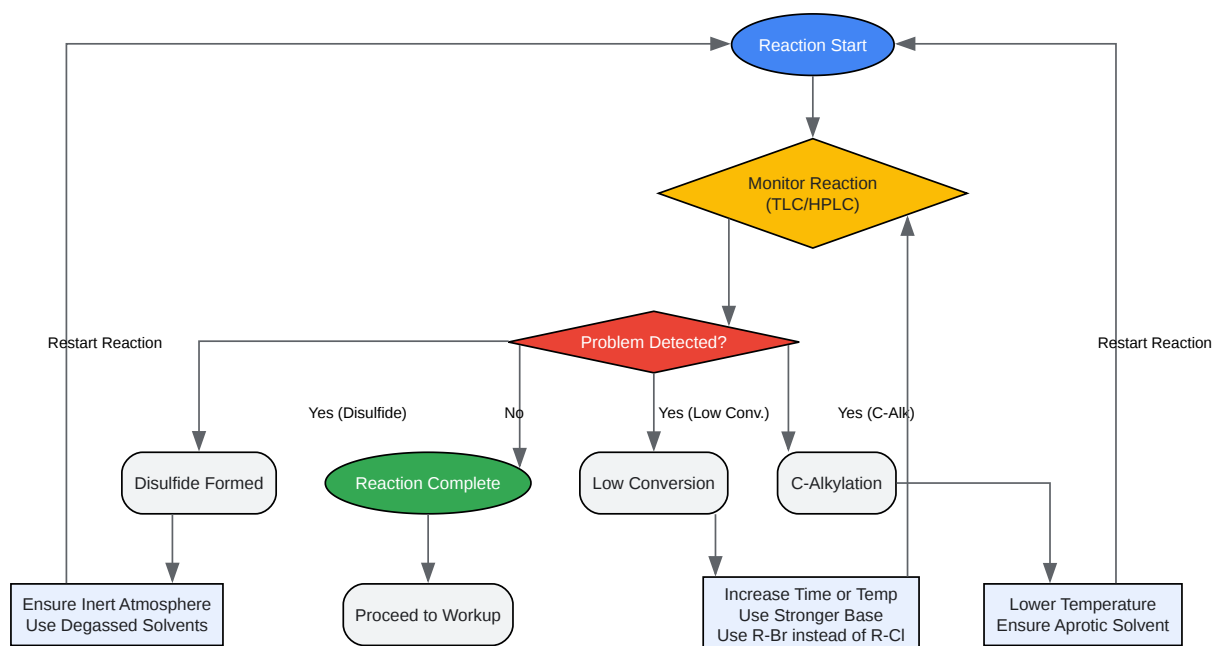 Reaction Start
Monitor Reaction
(TLC/HPLC)
Restart Reaction
Problem Detected?
Restart Reaction
Yes (Disulfide)
No
Yes (Low Conv.)
Yes (C-Alk)
Disulfide Formed
Reaction Complete
Low Conversion
C-Alkylation
Ensure Inert Atmosphere
Use Degassed Solvents
Proceed to Workup
Increase Time or Temp
Use Stronger Base
Use R-Br instead of R-Cl
Lower Temperature
Ensure Aprotic Solvent